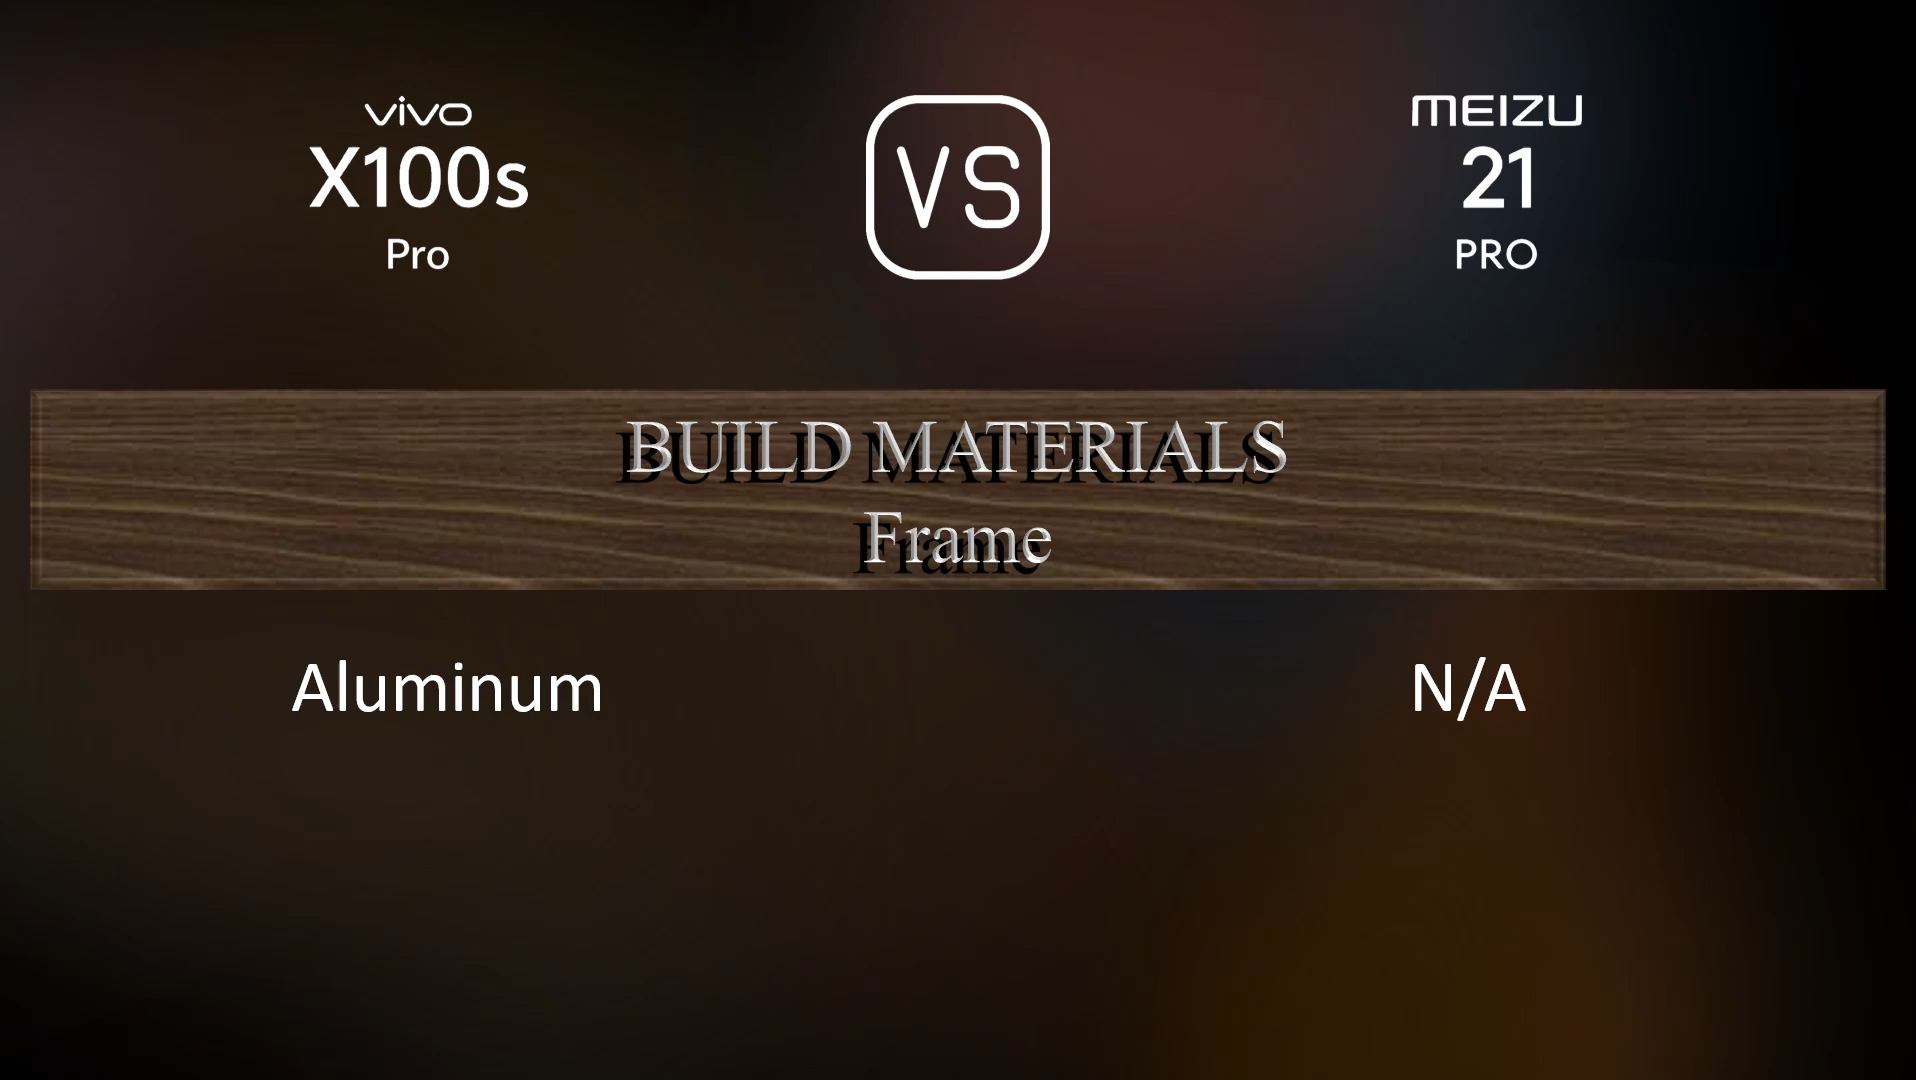 vivo
X100s
Pro
VS
MEIZU
21
PRO
BUILD MATERIALS
Frame
Aluminum
N/A